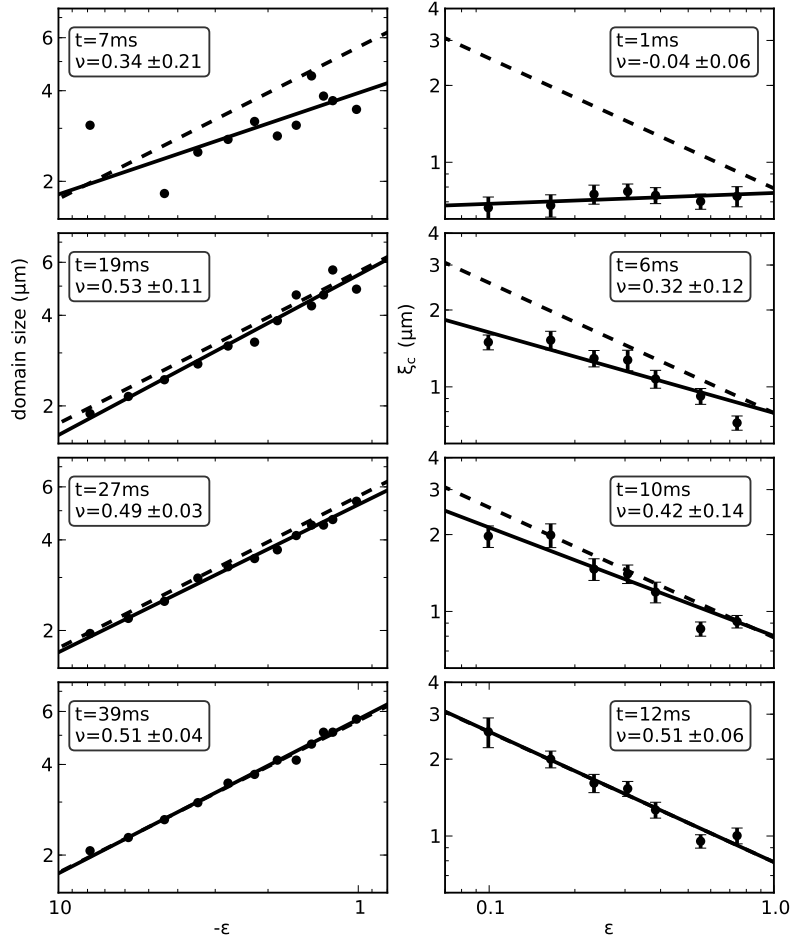 t=7ms
ν=0.34 ±0.21
6
4
2
t=1ms
ν=-0.04 ±0.06
4
3
2
1
t=19ms
ν=0.53 ±0.11
6
4
2
t=6ms
ν=0.32 ±0.12
4
3
2
1
domain size (μm)
ξc (μm)
t=27ms
ν=0.49 ±0.03
6
4
2
t=10ms
ν=0.42 ±0.14
4
3
2
1
t=39ms
ν=0.51 ±0.04
6
4
2
10 1
-ε
t=12ms
ν=0.51 ±0.06
4
3
2
1
0.1 1.0
ε